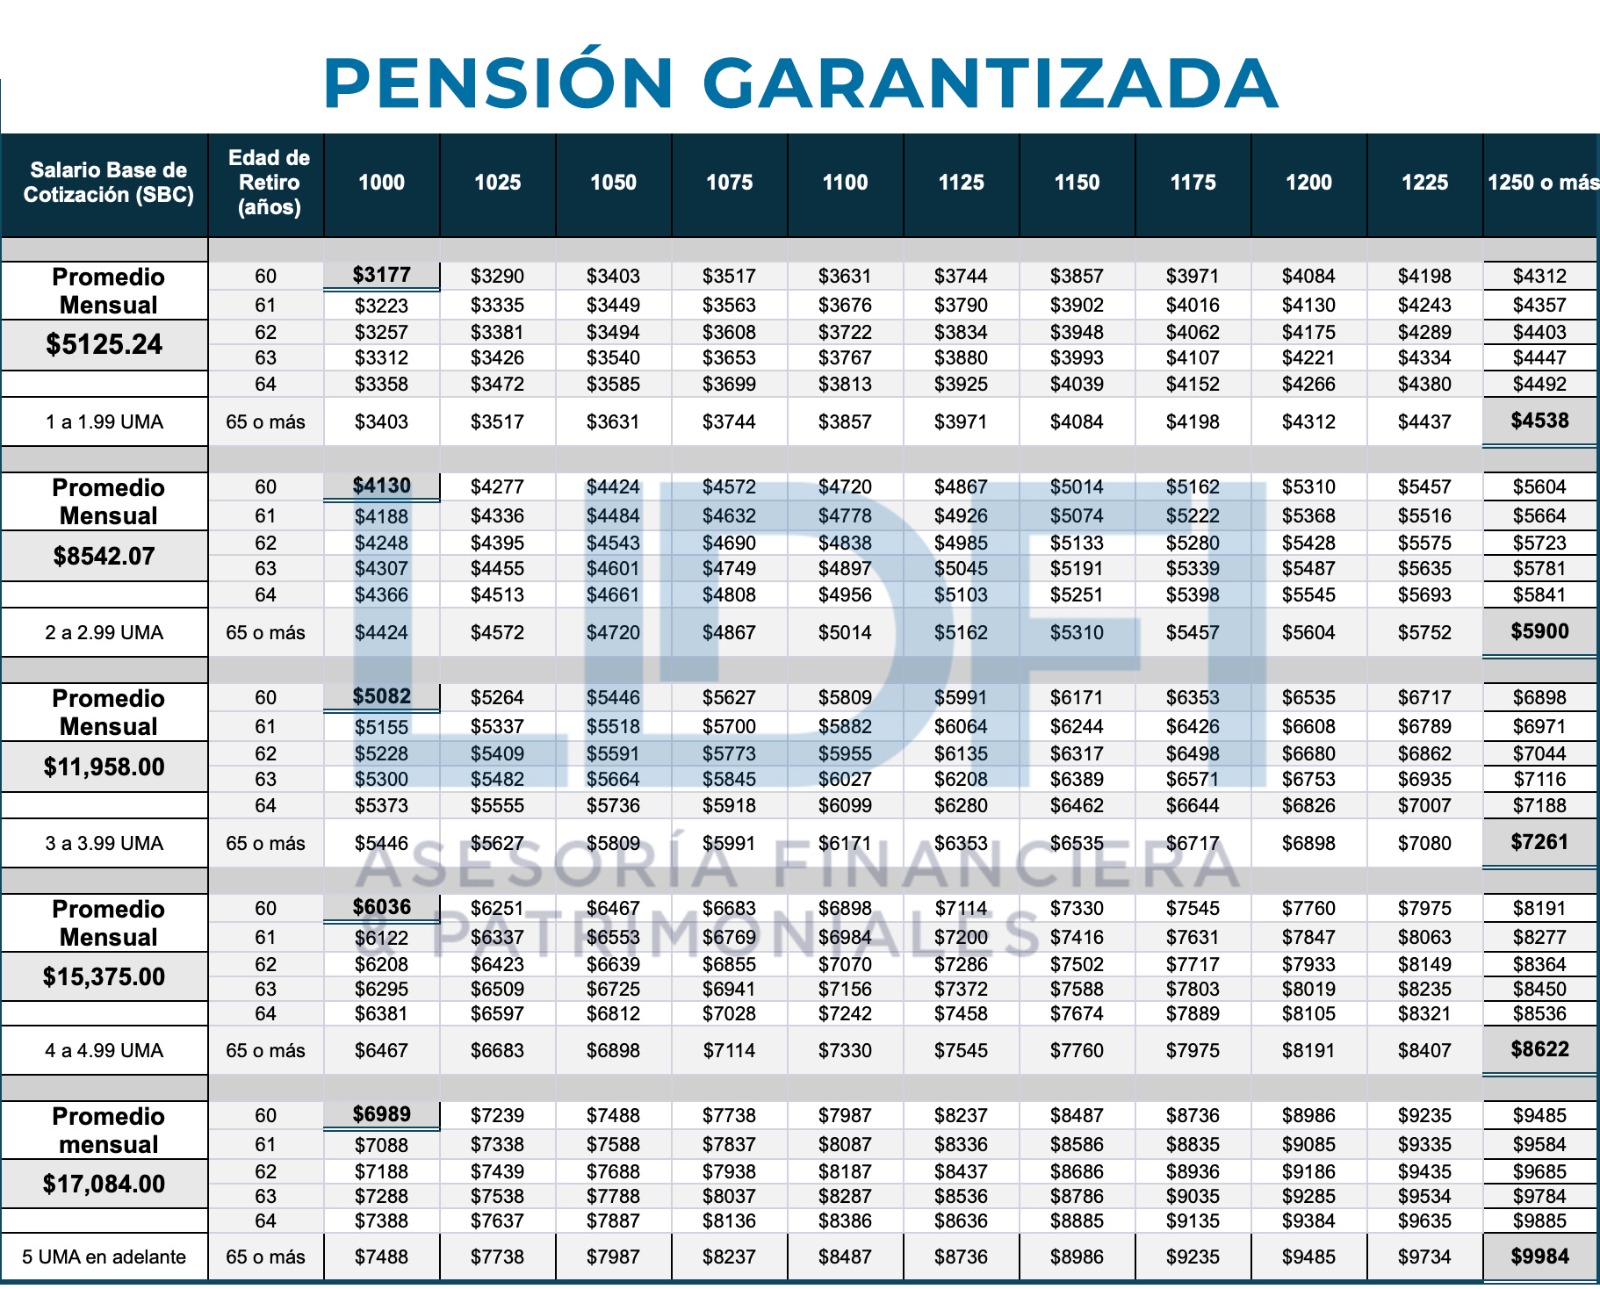 PENSIÓN GARANTIZADA
Salario Base de Cotización (SBC) Edad de Retiro (años) 1000 1025 1050 1075 1100 1125 1150 1175 1200 1225 1250 o más
Promedio 60 $3177 $3290 $3403 $3517 $3631 $3744 $3857 $3971 $4084 $4198 $4312
Mensual 61 $3223 $3335 $3449 $3563 $3676 $3790 $3902 $4016 $4130 $4243 $4357
$5125.24 62 $3257 $3381 $3494 $3608 $3722 $3834 $3948 $4062 $4175 $4289 $4403
63 $3312 $3426 $3540 $3653 $3767 $3880 $3993 $4107 $4221 $4334 $4447
64 $3358 $3472 $3585 $3699 $3813 $3925 $4039 $4152 $4266 $4380 $4492
1 a 1.99 UMA 65 o más $3403 $3517 $3631 $3744 $3857 $3971 $4084 $4198 $4312 $4437 $4538
Promedio 60 $4130 $4277 $4424 $4572 $4720 $4867 $5014 $5162 $5310 $5457 $5604
Mensual 61 $4188 $4336 $4484 $4632 $4778 $4926 $5074 $5222 $5368 $5516 $5664
$8542.07 62 $4248 $4395 $4543 $4690 $4838 $4985 $5133 $5280 $5428 $5575 $5723
63 $4307 $4455 $4601 $4749 $4897 $5045 $5191 $5339 $5487 $5635 $5781
64 $4366 $4513 $4661 $4808 $4956 $5103 $5251 $5398 $5545 $5693 $5841
2 a 2.99 UMA 65 o más $4424 $4572 $4720 $4867 $5014 $5162 $5310 $5457 $5604 $5752 $5900
Promedio 60 $5082 $5264 $5446 $5627 $5809 $5991 $6171 $6353 $6535 $6717 $6898
Mensual 61 $5155 $5337 $5518 $5700 $5882 $6064 $6244 $6426 $6608 $6789 $6971
$11,958.00 62 $5228 $5409 $5591 $5773 $5955 $6135 $6317 $6498 $6680 $6862 $7044
63 $5300 $5482 $5664 $5845 $6027 $6208 $6389 $6571 $6753 $6935 $7116
64 $5373 $5555 $5736 $5918 $6099 $6280 $6462 $6644 $6826 $7007 $7188
3 a 3.99 UMA 65 o más $5446 $5627 $5809 $5991 $6171 $6353 $6535 $6717 $6898 $7080 $7261
Promedio 60 $6036 $6251 $6467 $6683 $6898 $7114 $7330 $7545 $7760 $7975 $8191
Mensual 61 $6122 $6337 $6553 $6769 $6984 $7200 $7416 $7631 $7847 $8063 $8277
$15,375.00 62 $6208 $6423 $6639 $6855 $7070 $7286 $7502 $7717 $7933 $8149 $8364
63 $6295 $6509 $6725 $6941 $7156 $7372 $7588 $7803 $8019 $8235 $8450
64 $6381 $6597 $6812 $7028 $7242 $7458 $7674 $7889 $8105 $8321 $8536
4 a 4.99 UMA 65 o más $6467 $6683 $6898 $7114 $7330 $7545 $7760 $7975 $8191 $8407 $8622
Promedio 60 $6989 $7239 $7488 $7738 $7987 $8237 $8487 $8736 $8986 $9235 $9485
mensual 61 $7088 $7338 $7588 $7837 $8087 $8336 $8586 $8835 $9085 $9335 $9584
$17,084.00 62 $7188 $7439 $7688 $7938 $8187 $8437 $8686 $8936 $9186 $9435 $9685
63 $7288 $7538 $7788 $8037 $8287 $8536 $8786 $9035 $9285 $9534 $9784
64 $7388 $7637 $7887 $8136 $8386 $8636 $8885 $9135 $9384 $9635 $9885
5 UMA en adelante 65 o más $7488 $7738 $7987 $8237 $8487 $8736 $8986 $9235 $9485 $9734 $9984
LDFI
ASESORÍA FINANCIERA
& PATRIMONIALES